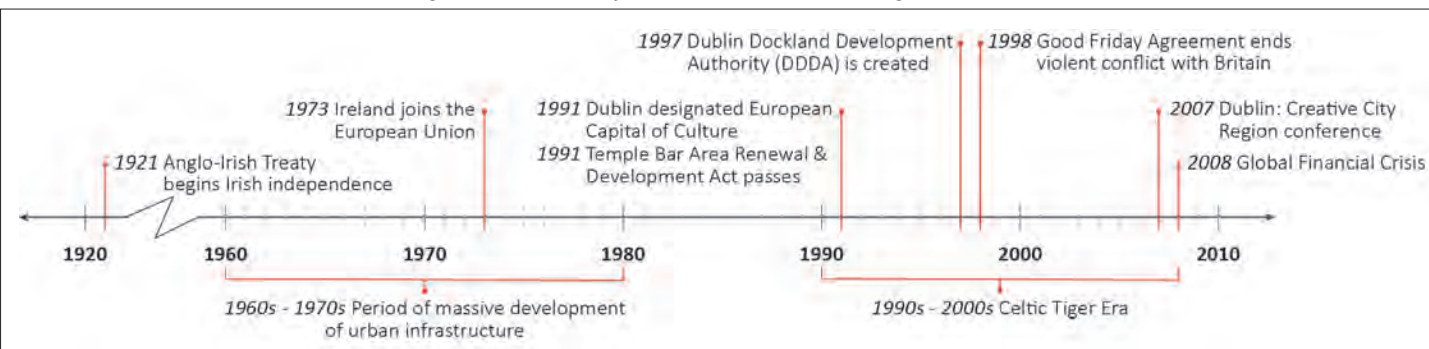 1997 Dublin Dockland Development
Authority (DDDA) is created
1998 Good Friday Agreement ends
violent conflict with Britain
1973 Ireland joins the
European Union
1991 Dublin designated European
Capital of Culture
1991 Temple Bar Area Renewal &
Development Act passes
2007 Dublin: Creative City
Region conference
1921 Anglo-Irish Treaty
begins Irish independence
2008 Global Financial Crisis
1920
1960
1970
1980
1990
2000
2010
1960s - 1970s Period of massive development
of urban infrastructure
1990s - 2000s Celtic Tiger Era